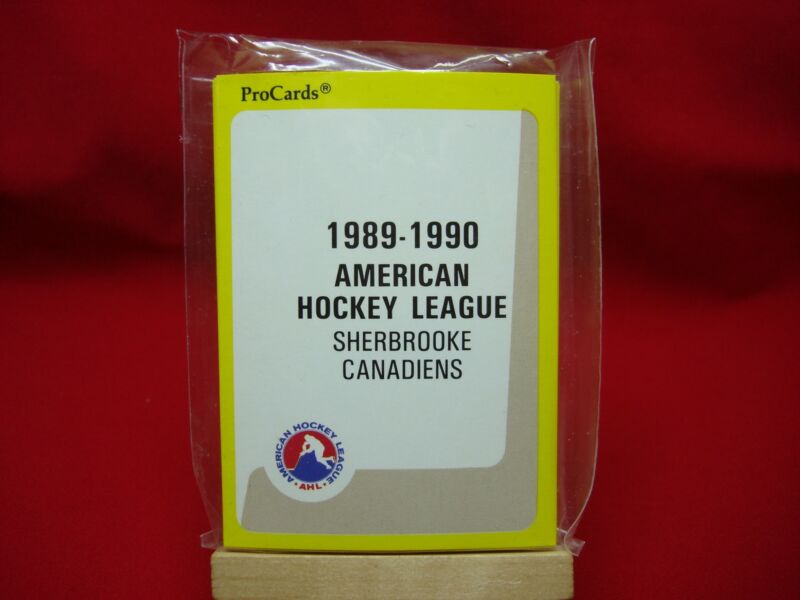 ProCards®
1989-1990
AMERICAN
HOCKEY LEAGUE
SHERBROOKE
CANADIENS
AMERICAN HOCKEY LEAGUE
• AHL •